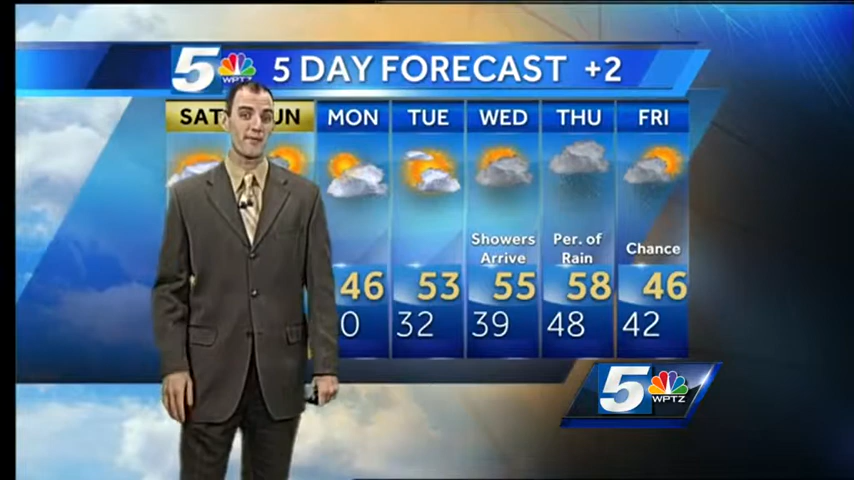 5 WPTZ 5 DAY FORECAST +2
SAT SUN MON TUE WED THU FRI
Showers Arrive
Per. of Rain
Chance
46 53 55 58 46
0 32 39 48 42
5 WPTZ